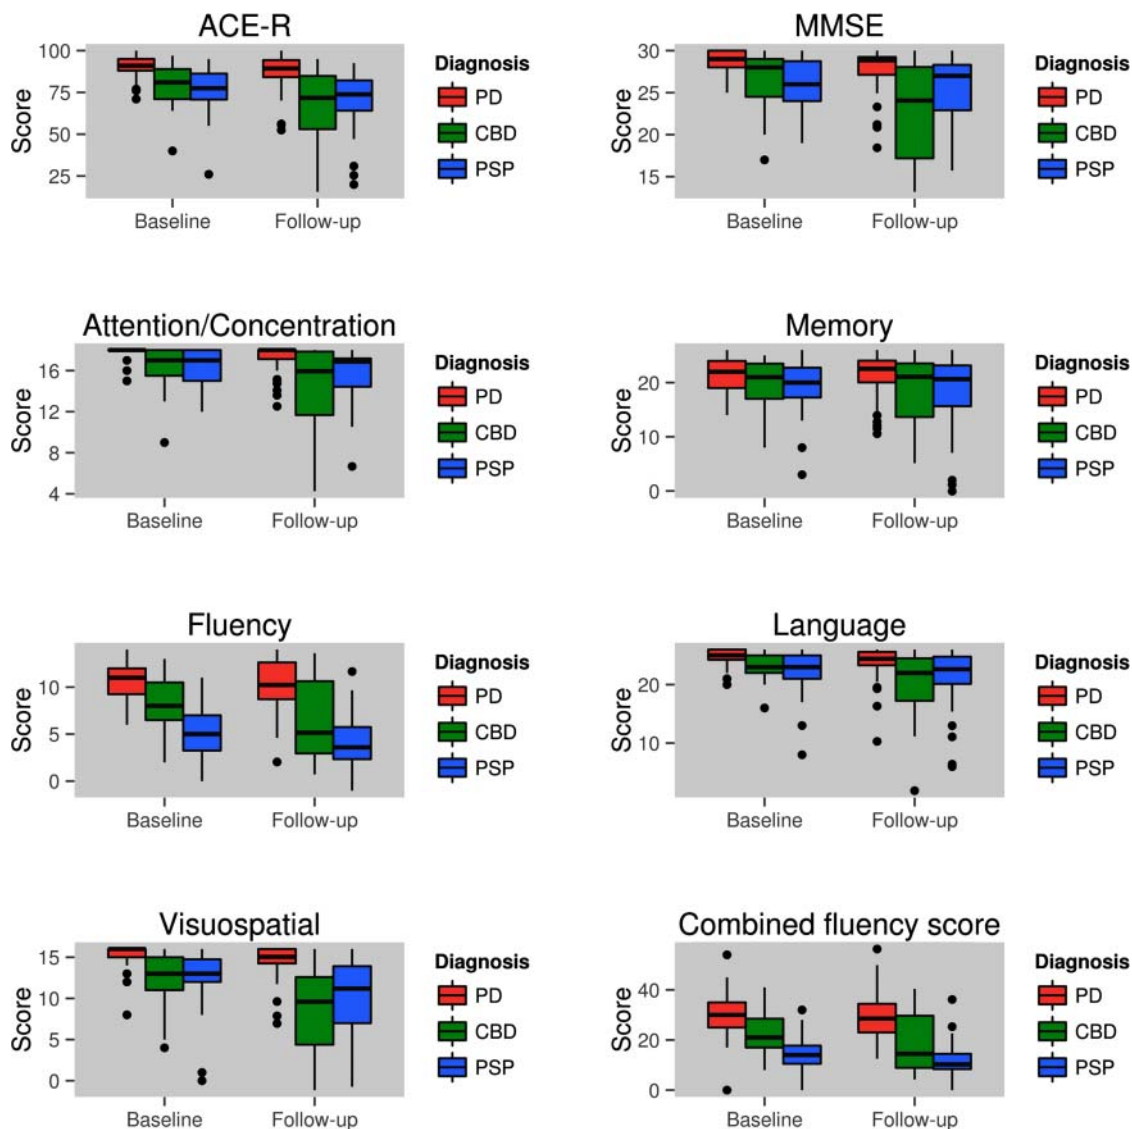 ACE-R
100
75
50
25
Score
Baseline
Follow-up
Diagnosis
PD
CBD
PSP
MMSE
30
25
20
15
Score
Baseline
Follow-up
Diagnosis
PD
CBD
PSP
Attention/Concentration
16
12
8
4
Score
Baseline
Follow-up
Diagnosis
PD
CBD
PSP
Memory
20
10
0
Score
Baseline
Follow-up
Diagnosis
PD
CBD
PSP
Fluency
10
5
0
Score
Baseline
Follow-up
Diagnosis
PD
CBD
PSP
Language
20
10
Score
Baseline
Follow-up
Diagnosis
PD
CBD
PSP
Visuospatial
15
10
5
0
Score
Baseline
Follow-up
Diagnosis
PD
CBD
PSP
Combined fluency score
40
20
0
Score
Baseline
Follow-up
Diagnosis
PD
CBD
PSP